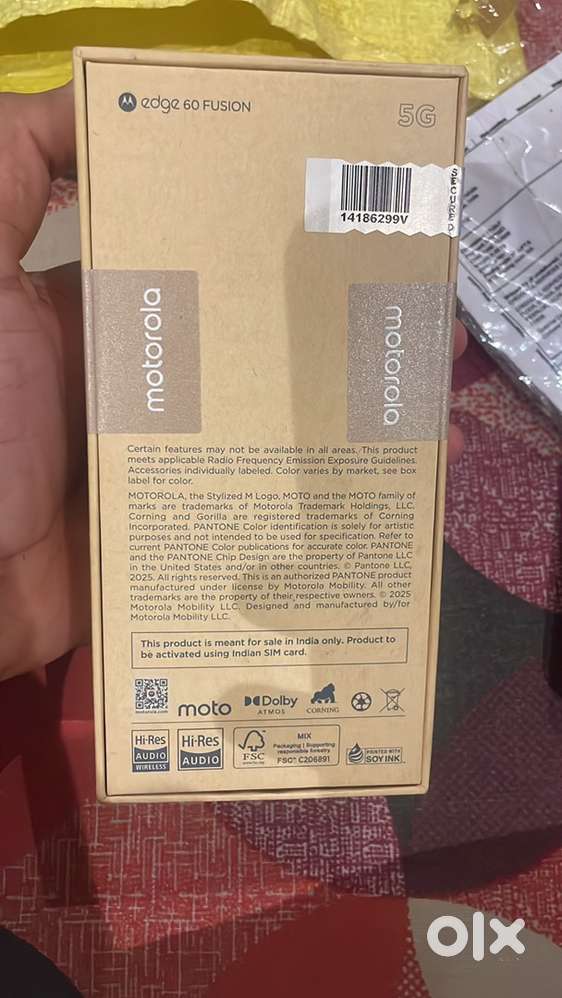 edge 60 FUSION
5G
14186299V
SECURED
motorola
motorola
Certain features may not be available in all areas. This product
meets applicable Radio Frequency Emission Exposure Guidelines.
Accessories individually labeled. Color varies by market, see box
label for color.
MOTOROLA, the Stylized M Logo, MOTO and the MOTO family of
marks are trademarks of Motorola Trademark Holdings, LLC.
Corning and Gorilla are registered trademarks of Corning
Incorporated. PANTONE Color identification is solely for artistic
purposes and not intended to be used for specification. Refer to
current PANTONE Color publications for accurate color. PANTONE
and the PANTONE Chip Design are the property of Pantone LLC
in the United States and/or in other countries. © Pantone LLC,
2025. All rights reserved. This is an authorized PANTONE product
manufactured under license by Motorola Mobility. All other
trademarks are the property of their respective owners. © 2025
Motorola Mobility LLC. Designed and manufactured by/for
Motorola Mobility LLC.
This product is meant for sale in India only. Product to
be activated using Indian SIM card.
motorola.com
moto
Dolby
ATMOS
CORNING
Hi-Res
AUDIO
WIRELESS
Hi-Res
AUDIO
FSC
www.fsc.org
MIX
Packaging | Supporting
responsible forestry
FSC™ C206891
PRINTED WITH
SOY INK
olx